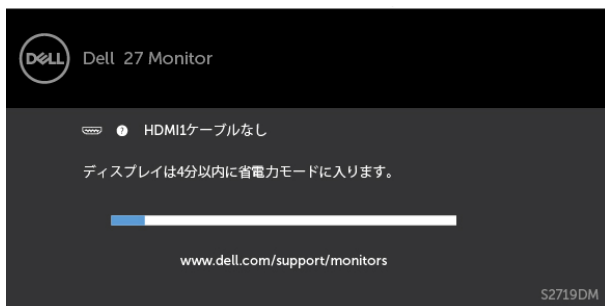 DELL
Dell 27 Monitor
HDMI1ケーブルなし
ディスプレイは4分以内に省電力モードに入ります。
www.dell.com/support/monitors
S2719DM